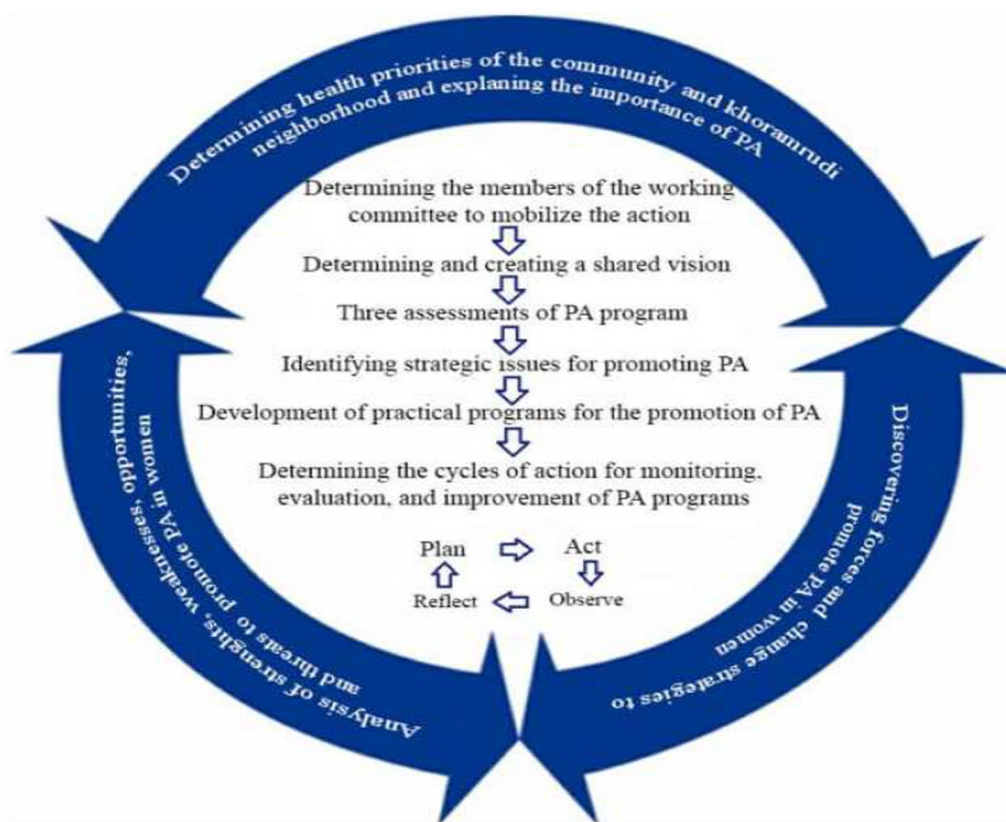 Determining health priorities of the community and khoramrudi
neighborhood and explaning the importance of PA
Determining the members of the working
committee to mobilize the action
Determining and creating a shared vision
Three assessments of PA program
Identifying strategic issues for promoting PA
Development of practical programs for the promotion of PA
Determining the cycles of action for monitoring,
evaluation, and improvement of PA programs
Plan Act
Reflect Observe
Analysis of strenghts, weaknesses, opportunities,
and threats to promote PA in women
Discovering forces and change strategies to
promote PA in women